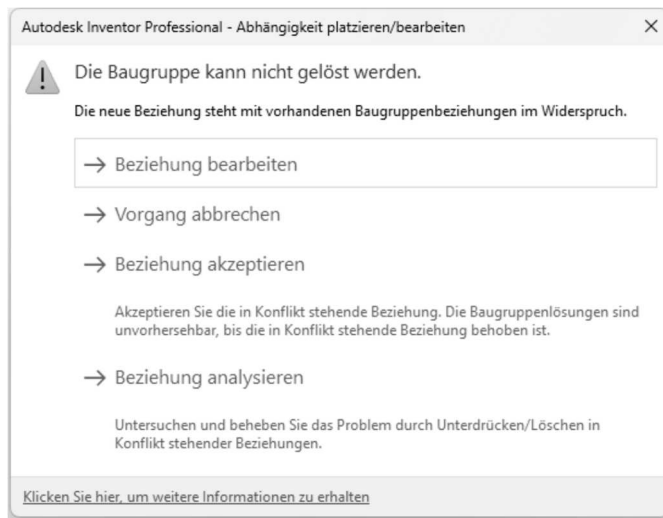 Autodesk Inventor Professional - Abhängigkeit platzieren/bearbeiten
Die Baugruppe kann nicht gelöst werden.
Die neue Beziehung steht mit vorhandenen Baugruppenbeziehungen im Widerspruch.
→ Beziehung bearbeiten
→ Vorgang abbrechen
→ Beziehung akzeptieren
Akzeptieren Sie die in Konflikt stehende Beziehung. Die Baugruppenlösungen sind
unvorhersehbar, bis die in Konflikt stehende Beziehung behoben ist.
→ Beziehung analysieren
Untersuchen und beheben Sie das Problem durch Unterdrücken/Löschen in
Konflikt stehender Beziehungen.
Klicken Sie hier, um weitere Informationen zu erhalten